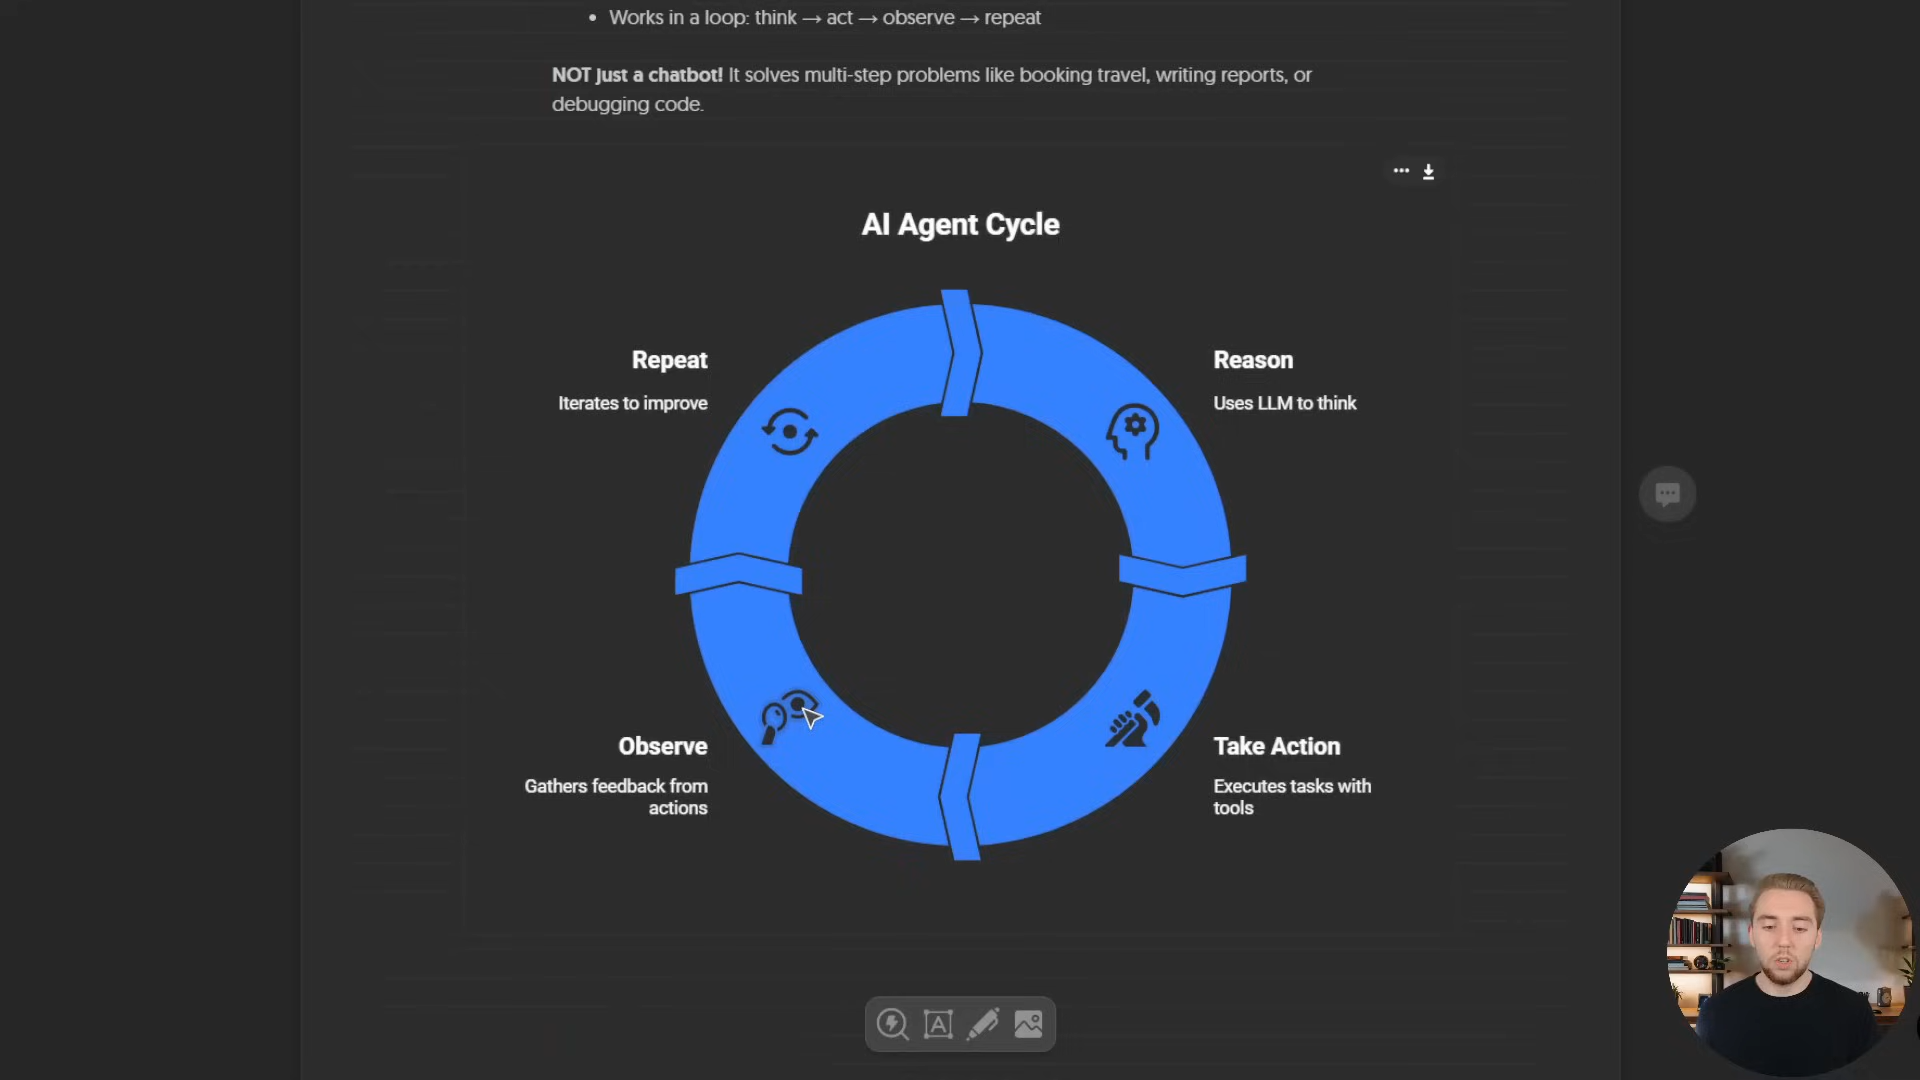 • Works in a loop: think → act → observe → repeat
NOT just a chatbot! It solves multi-step problems like booking travel, writing reports, or
debugging code.
AI Agent Cycle
Repeat
Iterates to improve
Reason
Uses LLM to think
Observe
Gathers feedback from
actions
Take Action
Executes tasks with
tools